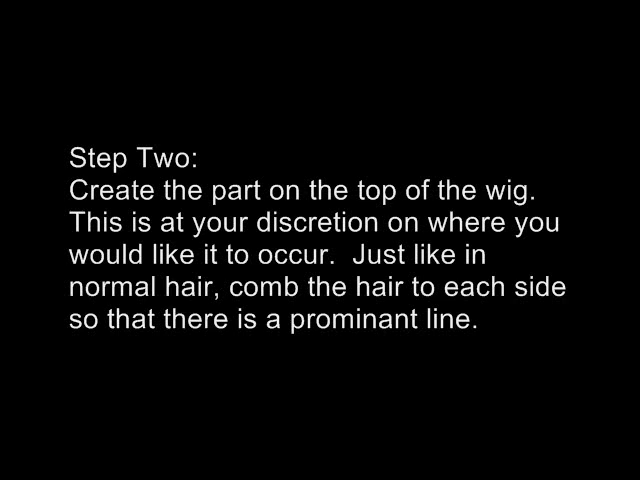 Step Two:
Create the part on the top of the wig.
This is at your discretion on where you
would like it to occur.  Just like in
normal hair, comb the hair to each side
so that there is a prominant line.